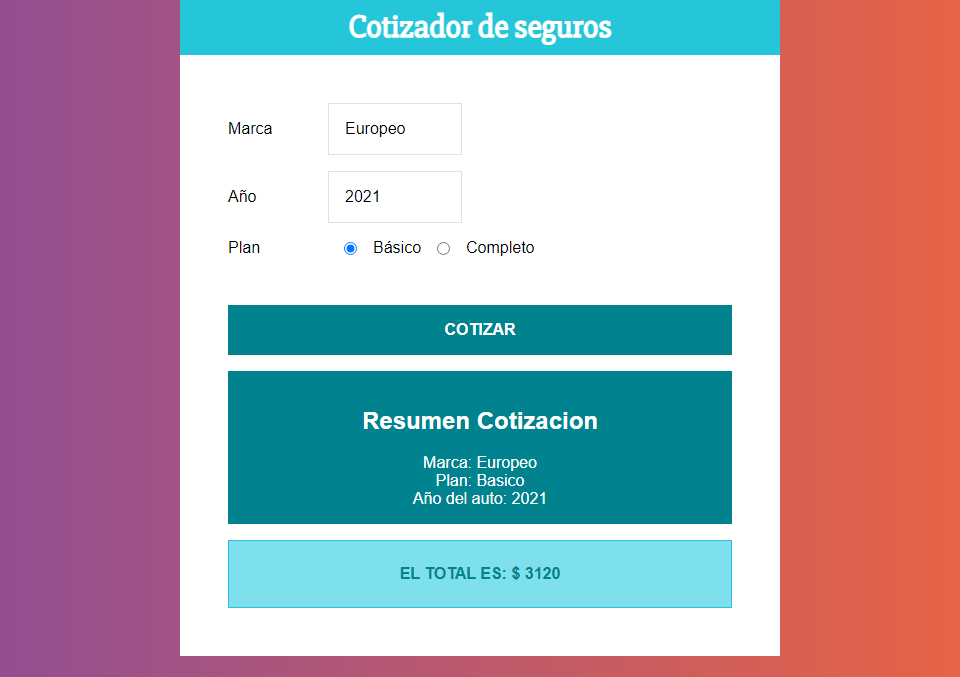 Cotizador de seguros
Marca Europeo
Año 2021
Plan Básico Completo
COTIZAR
Resumen Cotizacion
Marca: Europeo
Plan: Basico
Año del auto: 2021
EL TOTAL ES: $ 3120